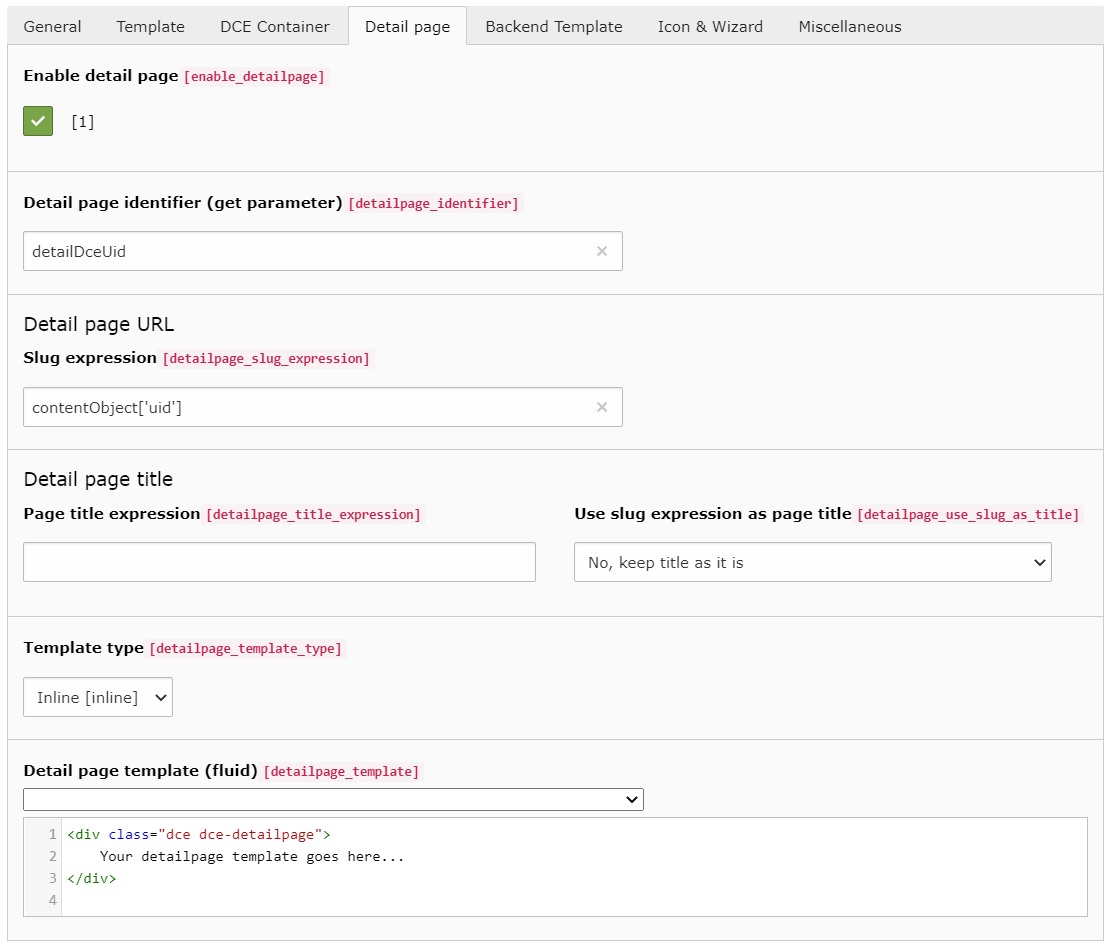 General Template DCE Container Detail page Backend Template Icon & Wizard Miscellaneous
Enable detail page [enable_detailpage]
[1]
Detail page identifier (get parameter) [detailpage_identifier]
detailDceUid
Detail page URL
Slug expression [detailpage_slug_expression]
contentObject['uid']
Detail page title
Page title expression [detailpage_title_expression] Use slug expression as page title [detailpage_use_slug_as_title]
No, keep title as it is
Template type [detailpage_template_type]
Inline [inline]
Detail page template (fluid) [detailpage_template]
1 <div class="dce dce-detailpage">
2     Your detailpage template goes here...
3 </div>
4